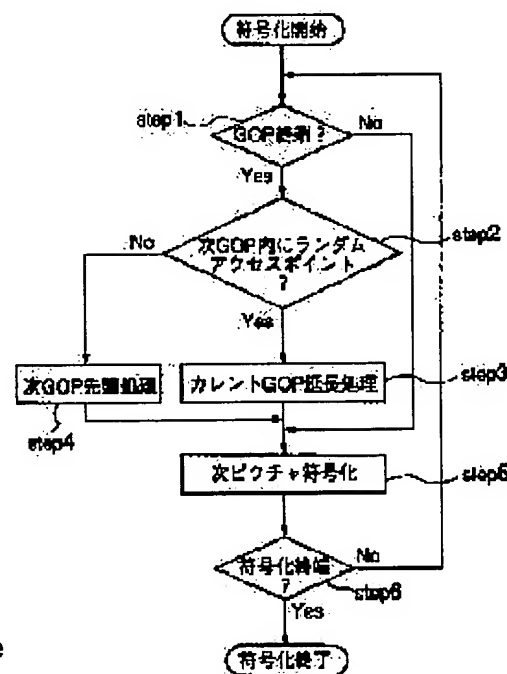 符号化開始
step1
GOP終端?
No
Yes
次GOP内にランダム
アクセスポイント
?
step2
No
Yes
次GOP先頭処理
カレントGOP延長処理
step3
step4
次ピクチャ符号化
step5
符号化終端
?
No
step6
Yes
符号化終了
e